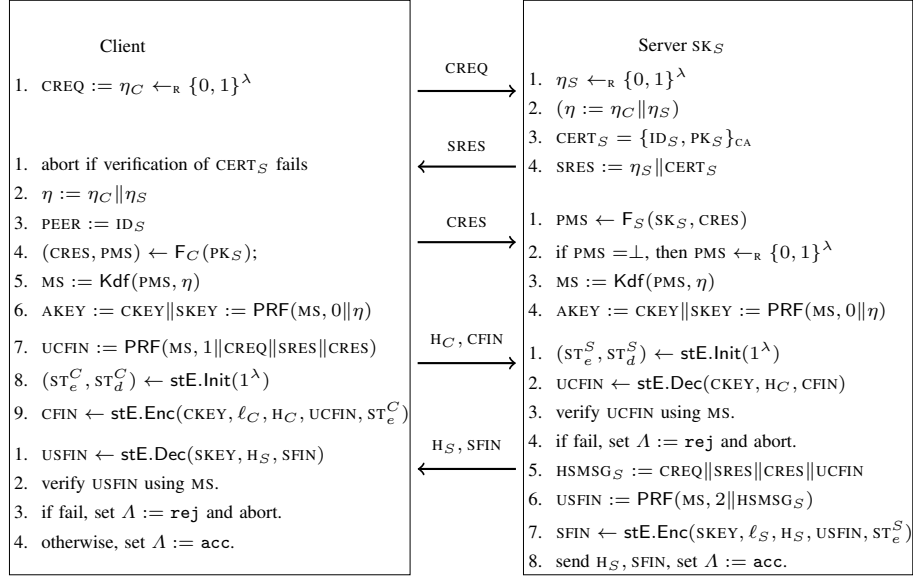 Client
1. CREQ := η_C ←_R {0, 1}^λ
1. abort if verification of CERT_S fails
2. η := η_C‖η_S
3. PEER := ID_S
4. (CRES, PMS) ← F_C(PK_S);
5. MS := Kdf(PMS, η)
6. AKEY := CKEY‖SKEY := PRF(MS, 0‖η)
7. UCFIN := PRF(MS, 1‖CREQ‖SRES‖CRES)
8. (ST_e^C, ST_d^C) ← stE.Init(1^λ)
9. CFIN ← stE.Enc(CKEY, ℓ_C, H_C, UCFIN, ST_e^C)
1. USFIN ← stE.Dec(SKEY, H_S, SFIN)
2. verify USFIN using MS.
3. if fail, set Λ := rej and abort.
4. otherwise, set Λ := acc.
CREQ
SRES
CRES
H_C, CFIN
H_S, SFIN
Server SK_S
1. η_S ←_R {0, 1}^λ
2. (η := η_C‖η_S)
3. CERT_S = {ID_S, PK_S}_CA
4. SRES := η_S‖CERT_S
1. PMS ← F_S(SK_S, CRES)
2. if PMS =⊥, then PMS ←_R {0, 1}^λ
3. MS := Kdf(PMS, η)
4. AKEY := CKEY‖SKEY := PRF(MS, 0‖η)
1. (ST_e^S, ST_d^S) ← stE.Init(1^λ)
2. UCFIN ← stE.Dec(CKEY, H_C, CFIN)
3. verify UCFIN using MS.
4. if fail, set Λ := rej and abort.
5. HSMSG_S := CREQ‖SRES‖CRES‖UCFIN
6. USFIN := PRF(MS, 2‖HSMSG_S)
7. SFIN ← stE.Enc(SKEY, ℓ_S, H_S, USFIN, ST_e^S)
8. send H_S, SFIN, set Λ := acc.